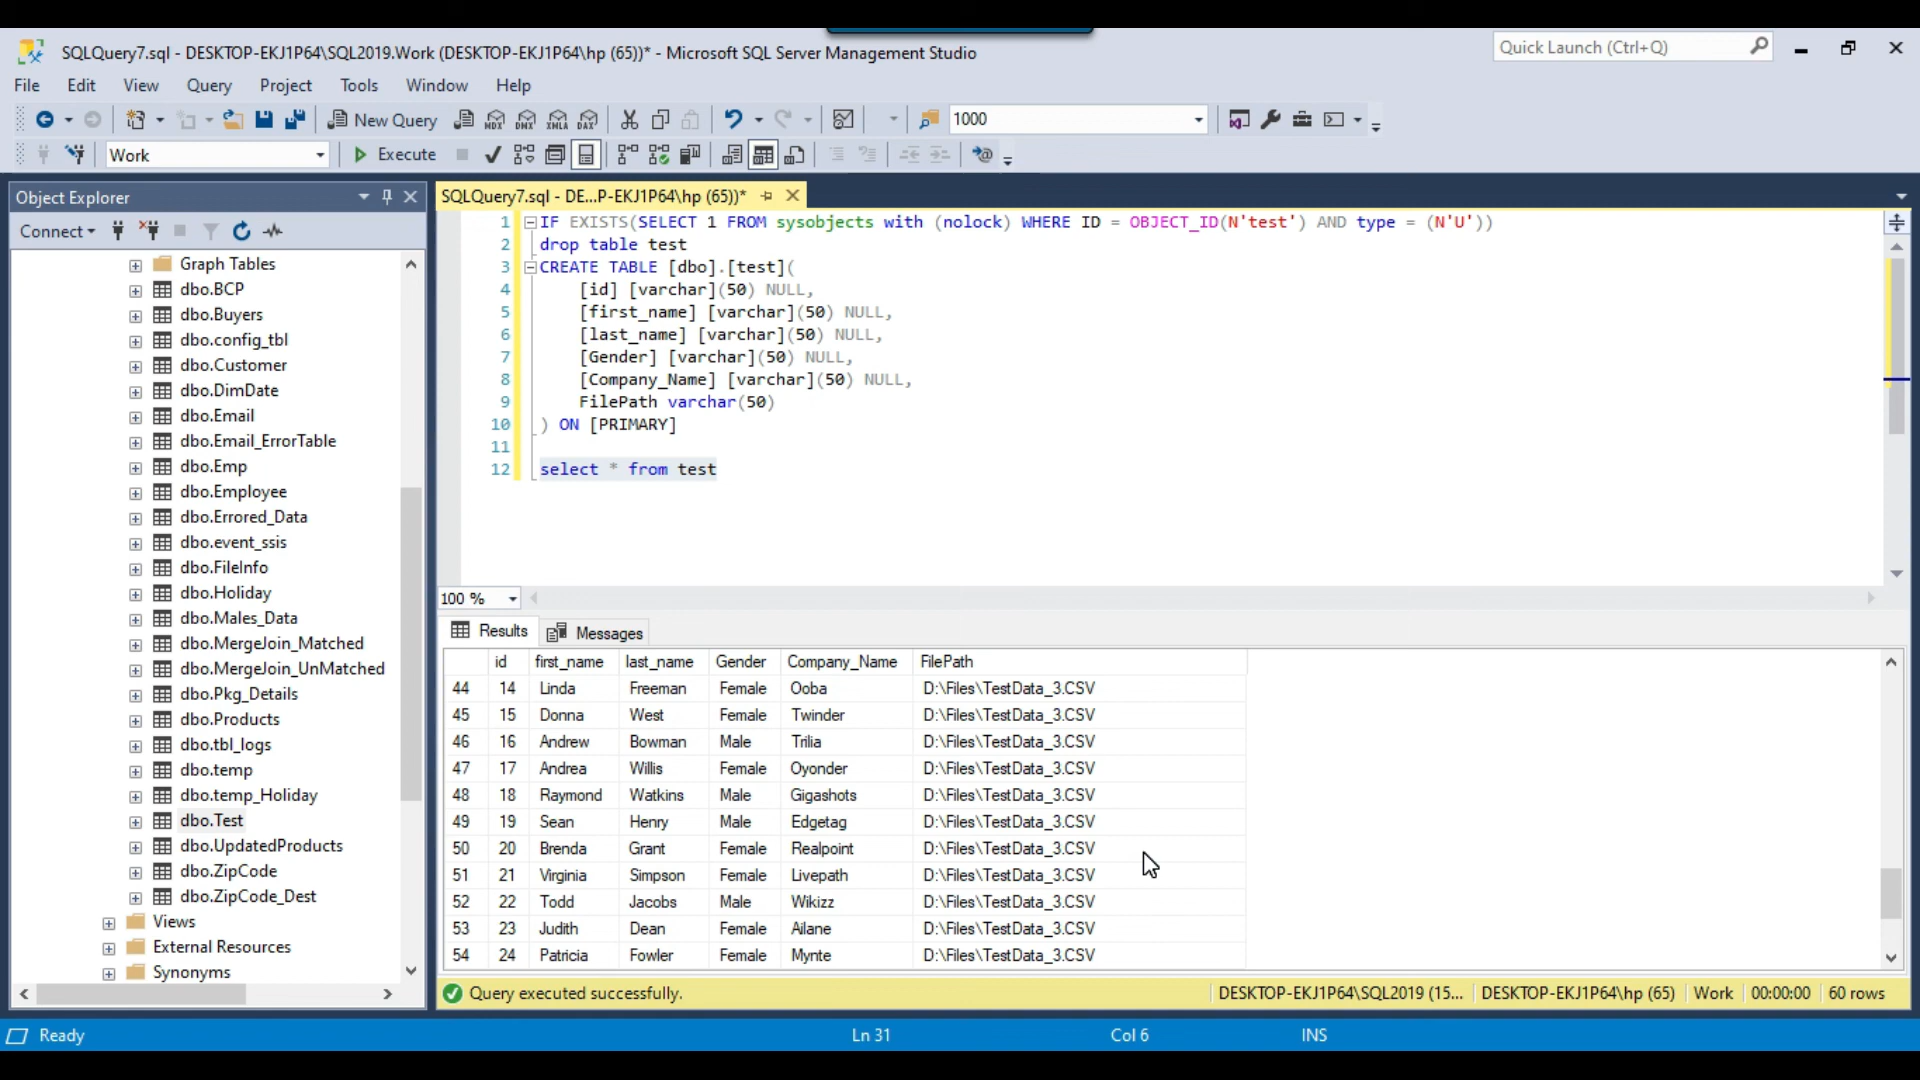 SQLQuery7.sql - DESKTOP-EKJ1P64\SQL2019.Work (DESKTOP-EKJ1P64\hp (65))* - Microsoft SQL Server Management Studio
Quick Launch (Ctrl+Q)
File Edit View Query Project Tools Window Help
New Query MDX DMX XMLA DAX 1000
Work Execute
Object Explorer
Connect
Graph Tables
dbo.BCP
dbo.Buyers
dbo.config_tbl
dbo.Customer
dbo.DimDate
dbo.Email
dbo.Email_ErrorTable
dbo.Emp
dbo.Employee
dbo.Errored_Data
dbo.event_ssis
dbo.FileInfo
dbo.Holiday
dbo.Males_Data
dbo.MergeJoin_Matched
dbo.MergeJoin_UnMatched
dbo.Pkg_Details
dbo.Products
dbo.tbl_logs
dbo.temp
dbo.temp_Holiday
dbo.Test
dbo.UpdatedProducts
dbo.ZipCode
dbo.ZipCode_Dest
Views
External Resources
Synonyms
SQLQuery7.sql - DE...P-EKJ1P64\hp (65))*
1 IF EXISTS(SELECT 1 FROM sysobjects with (nolock) WHERE ID = OBJECT_ID(N'test') AND type = (N'U'))
2 drop table test
3 CREATE TABLE [dbo].[test](
4 [id] [varchar](50) NULL,
5 [first_name] [varchar](50) NULL,
6 [last_name] [varchar](50) NULL,
7 [Gender] [varchar](50) NULL,
8 [Company_Name] [varchar](50) NULL,
9 FilePath varchar(50)
10 ) ON [PRIMARY]
11
12 select * from test
100 %
Results Messages
id first_name last_name Gender Company_Name FilePath
44 14 Linda Freeman Female Ooba D:\Files\TestData_3.CSV
45 15 Donna West Female Twinder D:\Files\TestData_3.CSV
46 16 Andrew Bowman Male Trilia D:\Files\TestData_3.CSV
47 17 Andrea Willis Female Oyonder D:\Files\TestData_3.CSV
48 18 Raymond Watkins Male Gigashots D:\Files\TestData_3.CSV
49 19 Sean Henry Male Edgetag D:\Files\TestData_3.CSV
50 20 Brenda Grant Female Realpoint D:\Files\TestData_3.CSV
51 21 Virginia Simpson Female Livepath D:\Files\TestData_3.CSV
52 22 Todd Jacobs Male Wikizz D:\Files\TestData_3.CSV
53 23 Judith Dean Female Ailane D:\Files\TestData_3.CSV
54 24 Patricia Fowler Female Mynte D:\Files\TestData_3.CSV
Query executed successfully. DESKTOP-EKJ1P64\SQL2019 (15... DESKTOP-EKJ1P64\hp (65) Work 00:00:00 60 rows
Ready Ln 31 Col 6 INS